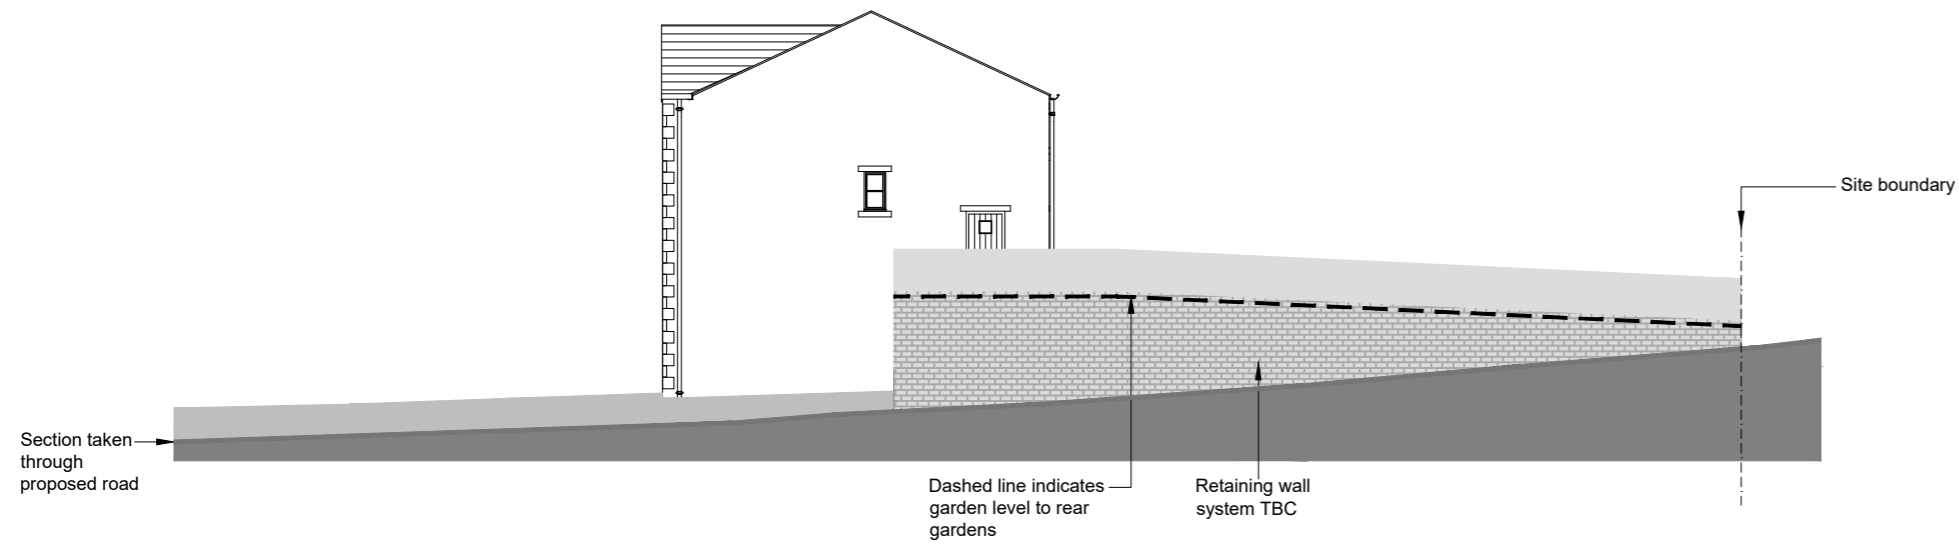 Site boundary
Section taken
through
proposed road
Dashed line indicates
garden level to rear
gardens
Retaining wall
system TBC